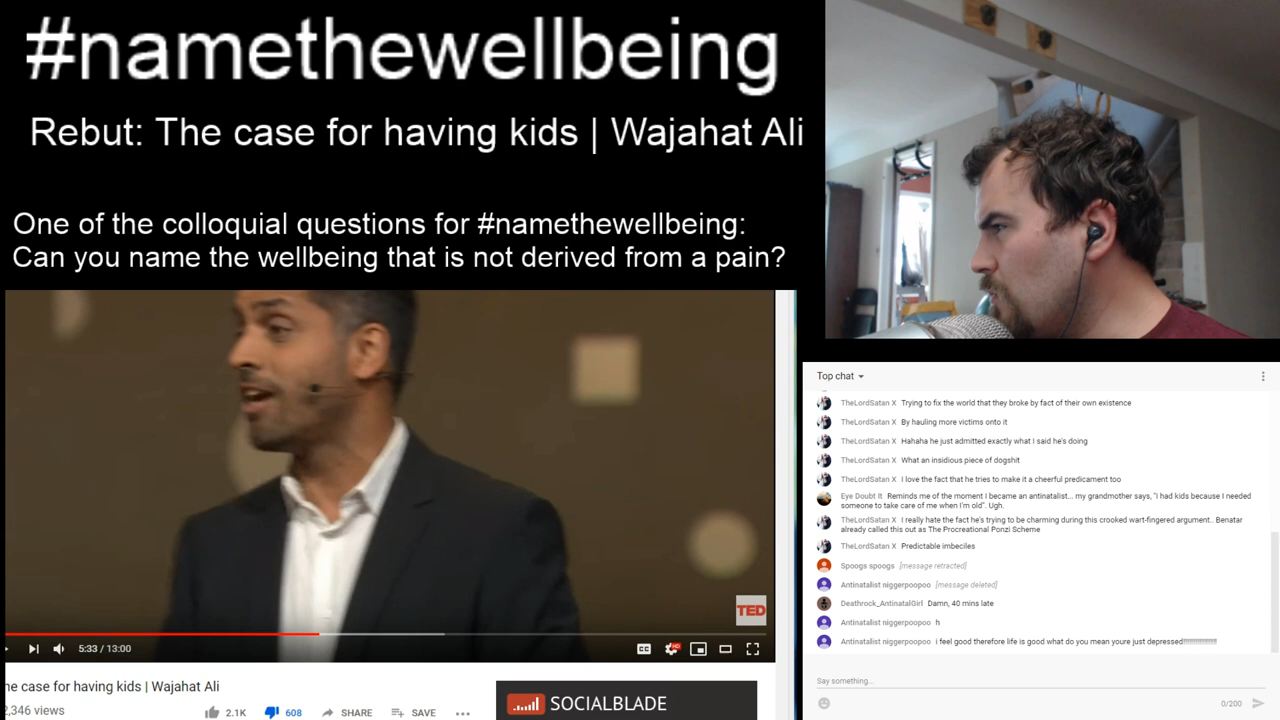 #namethewellbeing
Rebut: The case for having kids | Wajahat Ali
One of the colloquial questions for #namethewellbeing:
Can you name the wellbeing that is not derived from a pain?
TED
5:33 / 13:00
CC
HD
he case for having kids | Wajahat Ali
2,346 views
2.1K
608
SHARE
SAVE
SOCIALBLADE
Top chat
TheLordSatan X Trying to fix the world that they broke by fact of their own existence
TheLordSatan X By hauling more victims onto it
TheLordSatan X Hahaha he just admitted exactly what I said he's doing
TheLordSatan X What an insidious piece of dogshit
TheLordSatan X I love the fact that he tries to make it a cheerful predicament too
Eye Doubt It Reminds me of the moment I became an antinatalist... my grandmother says, "I had kids because I needed
someone to take care of me when I'm old". Ugh.
TheLordSatan X I really hate the fact he's trying to be charming during this crooked wart-fingered argument.. Benatar
already called this out as The Procreational Ponzi Scheme
TheLordSatan X Predictable imbeciles
Spoogs spoogs [message retracted]
Antinatalist niggerpoopoo [message deleted]
Deathrock_AntinatalGirl Damn, 40 mins late
Antinatalist niggerpoopoo h
Antinatalist niggerpoopoo i feel good therefore life is good what do you mean youre just depressed!!!!!!!!!!!!!!!!!
Say something...
0/200